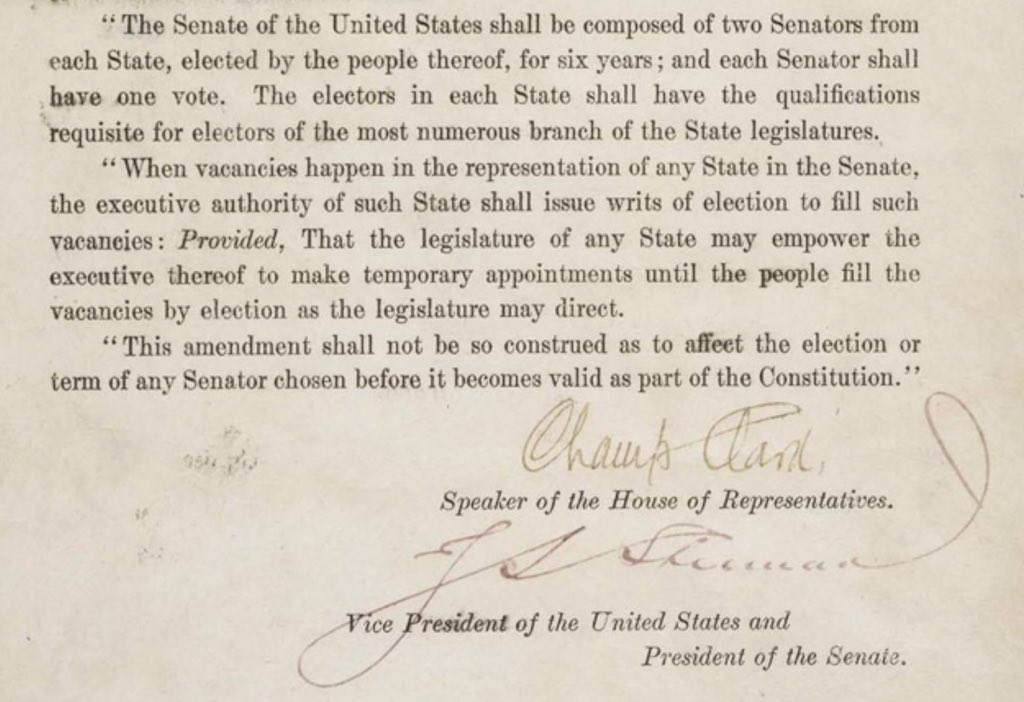 “The Senate of the United States shall be composed of two Senators from
each State, elected by the people thereof, for six years; and each Senator shall
have one vote. The electors in each State shall have the qualifications
requisite for electors of the most numerous branch of the State legislatures.
“When vacancies happen in the representation of any State in the Senate,
the executive authority of such State shall issue writs of election to fill such
vacancies: Provided, That the legislature of any State may empower the
executive thereof to make temporary appointments until the people fill the
vacancies by election as the legislature may direct.
“This amendment shall not be so construed as to affect the election or
term of any Senator chosen before it becomes valid as part of the Constitution.”
Champ Clark
Speaker of the House of Representatives.
J S Sherman
Vice President of the United States and
President of the Senate.